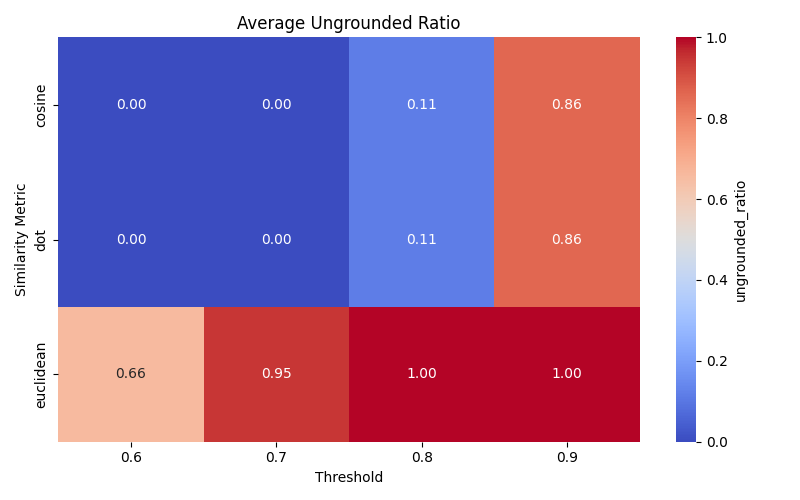 Average Ungrounded Ratio
cosine
0.00 0.00 0.11 0.86
dot
0.00 0.00 0.11 0.86
euclidean
0.66 0.95 1.00 1.00
Similarity Metric
0.6 0.7 0.8 0.9
Threshold
1.0
0.8
0.6
0.4
0.2
0.0
ungrounded_ratio